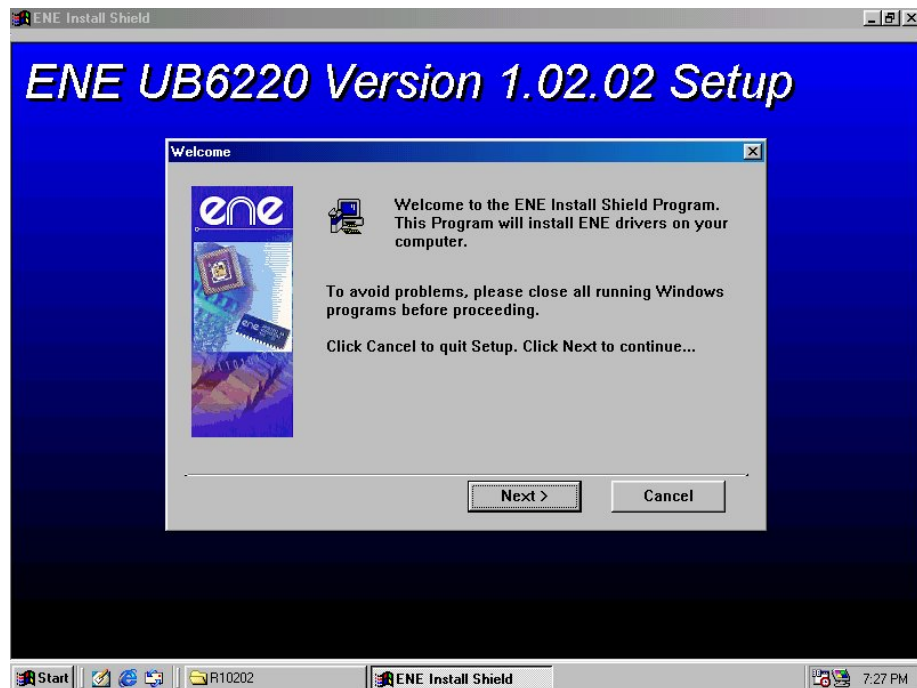 ENE Install Shield
ENE UB6220 Version 1.02.02 Setup
Welcome
ene
ene
Welcome to the ENE Install Shield Program.
This Program will install ENE drivers on your
computer.
To avoid problems, please close all running Windows
programs before proceeding.
Click Cancel to quit Setup. Click Next to continue...
Next >
Cancel
Start
R10202
ENE Install Shield
7:27 PM